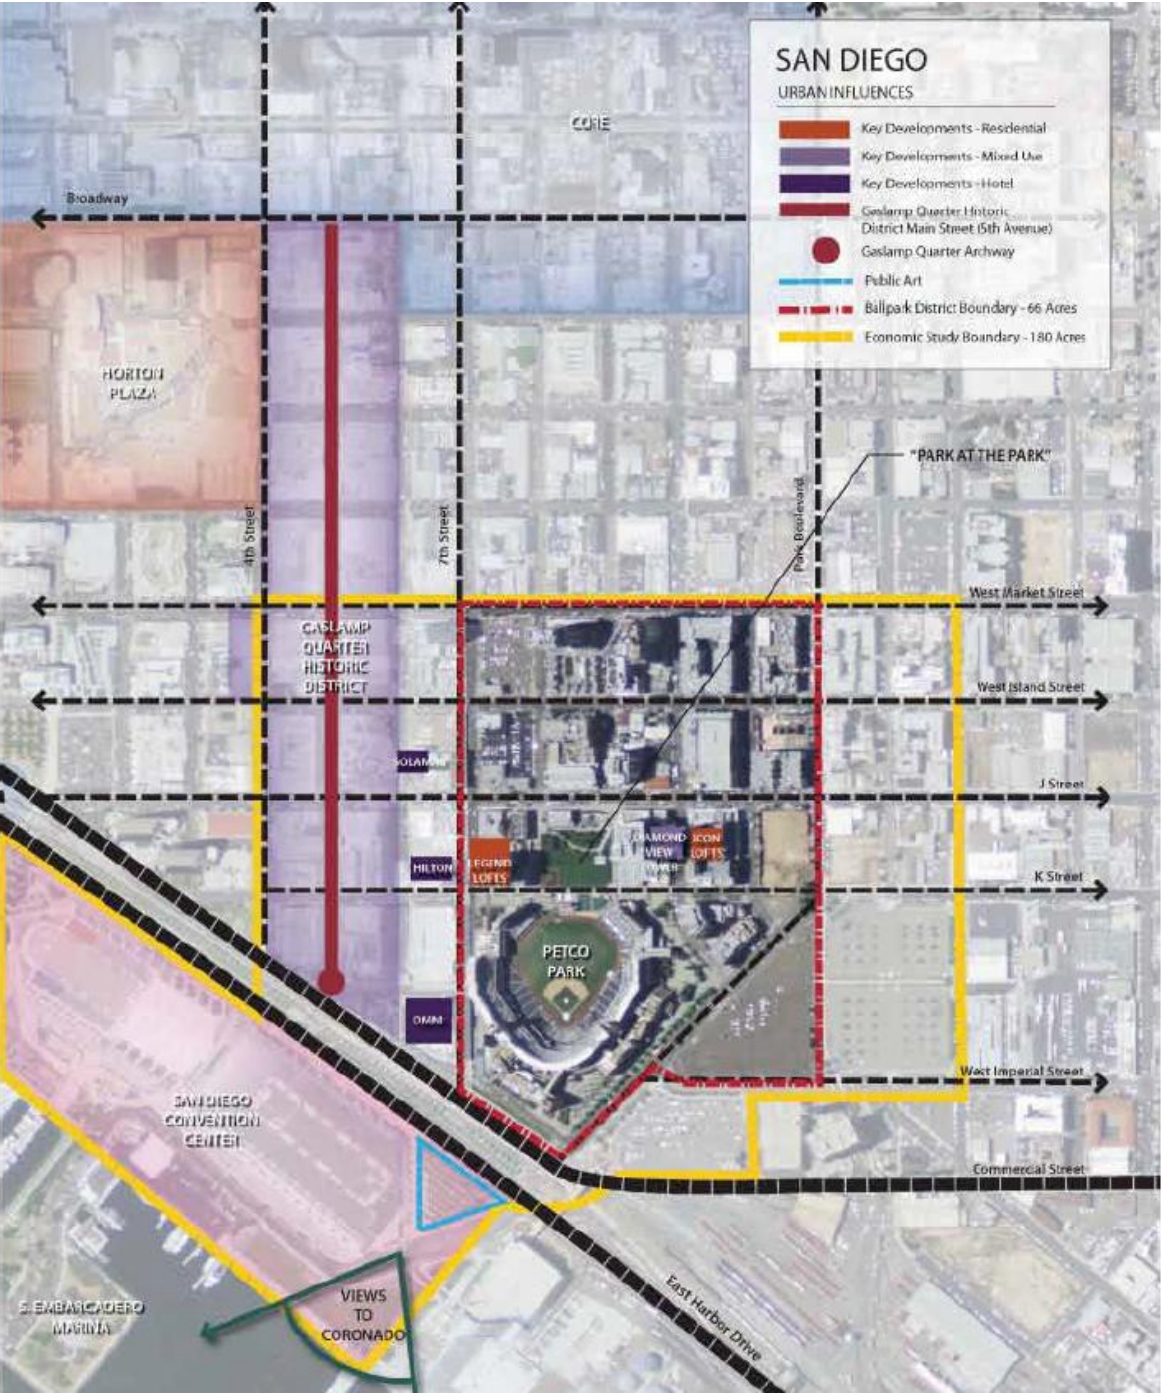 SAN DIEGO
URBAN INFLUENCES
Key Developments - Residential
Key Developments - Mixed Use
Key Developments - Hotel
Gaslamp Quarter Historic
District Main Street (5th Avenue)
Gaslamp Quarter Archway
Public Art
Ballpark District Boundary - 66 Acres
Economic Study Boundary - 180 Acres
CORE
Broadway
HORTON
PLAZA
"PARK AT THE PARK"
4th Street
7th Street
Park Boulevard
West Market Street
GASLAMP
QUARTER
HISTORIC
DISTRICT
West Island Street
SOLAMAR
J Street
DIAMOND
VIEW
TOWER
ICON
LOFTS
HILTON
LEGEND
LOFTS
K Street
PETCO
PARK
OMNI
West Imperial Street
SAN DIEGO
CONVENTION
CENTER
Commercial Street
East Harbor Drive
VIEWS
TO
CORONADO
S. EMBARCADERO
MARINA